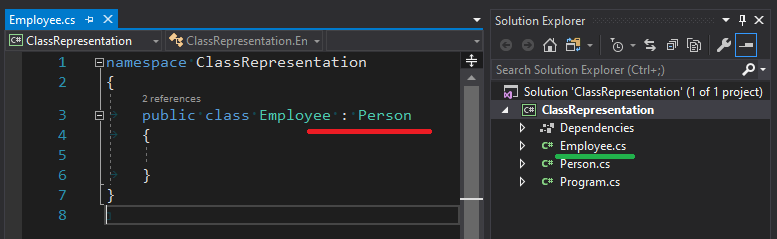 Employee.cs
ClassRepresentation
ClassRepresentation.En
1 namespace ClassRepresentation
2 {
2 references
3 public class Employee : Person
4 {
5
6 }
7 }
8
Solution Explorer
Search Solution Explorer (Ctrl+;)
Solution 'ClassRepresentation' (1 of 1 project)
C# ClassRepresentation
Dependencies
C# Employee.cs
C# Person.cs
C# Program.cs